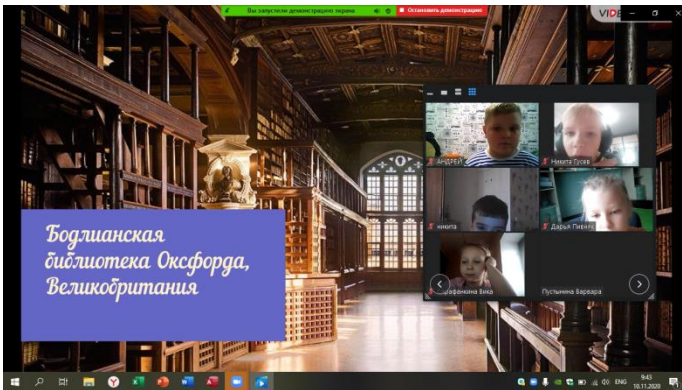 Вы запустили демонстрацию экрана
Остановить демонстрацию
Бодлианская
библиотека Оксфорда,
Великобритания
АНДРЕЙ
Никита Гусев
никита
Дарья
Вика
Пустынина Варвара
ENG
9:43
10.11.2020